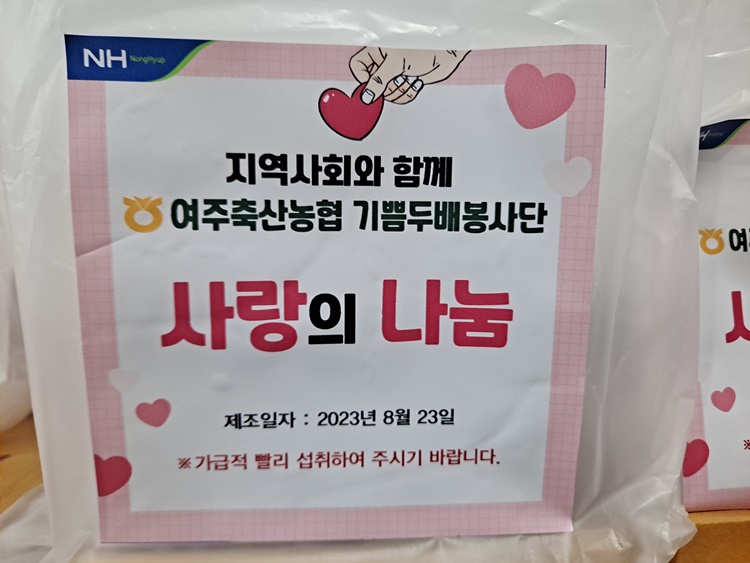 NH NongHyup
지역사회와 함께
여주축산농협 기쁨두배봉사단
사랑의 나눔
제조일자 : 2023년 8월 23일
※가급적 빨리 섭취하여 주시기 바랍니다.
여